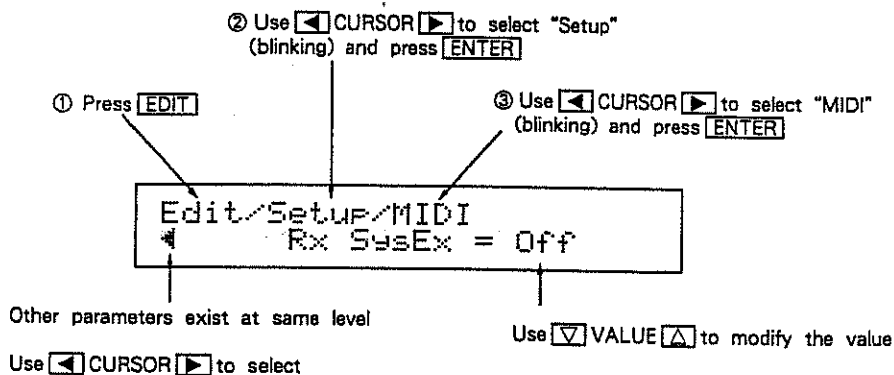 ② Use ◀ CURSOR ▶ to select “Setup”
(blinking) and press ENTER
① Press EDIT
③ Use ◀ CURSOR ▶ to select “MIDI”
(blinking) and press ENTER
Edit/Setup/MIDI
◀ Rx SysEx = Off
Other parameters exist at same level
Use ▽ VALUE △ to modify the value
Use ◀ CURSOR ▶ to select